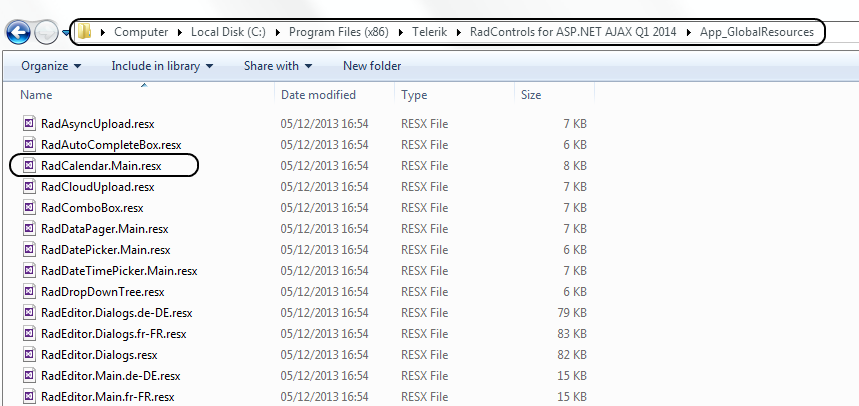 Computer Local Disk (C:) Program Files (x86) Telerik RadControls for ASP.NET AJAX Q1 2014 App_GlobalResources
Organize Include in library Share with New folder
Name Date modified Type Size
RadAsyncUpload.resx 05/12/2013 16:54 RESX File 7 KB
RadAutoCompleteBox.resx 05/12/2013 16:54 RESX File 6 KB
RadCalendar.Main.resx 05/12/2013 16:54 RESX File 8 KB
RadCloudUpload.resx 05/12/2013 16:54 RESX File 7 KB
RadComboBox.resx 05/12/2013 16:54 RESX File 7 KB
RadDataPager.Main.resx 05/12/2013 16:54 RESX File 7 KB
RadDatePicker.Main.resx 05/12/2013 16:54 RESX File 6 KB
RadDateTimePicker.Main.resx 05/12/2013 16:54 RESX File 7 KB
RadDropDownTree.resx 05/12/2013 16:54 RESX File 6 KB
RadEditor.Dialogs.de-DE.resx 05/12/2013 16:54 RESX File 79 KB
RadEditor.Dialogs.fr-FR.resx 05/12/2013 16:54 RESX File 83 KB
RadEditor.Dialogs.resx 05/12/2013 16:54 RESX File 82 KB
RadEditor.Main.de-DE.resx 05/12/2013 16:54 RESX File 15 KB
RadEditor.Main.fr-FR.resx 05/12/2013 16:54 RESX File 15 KB